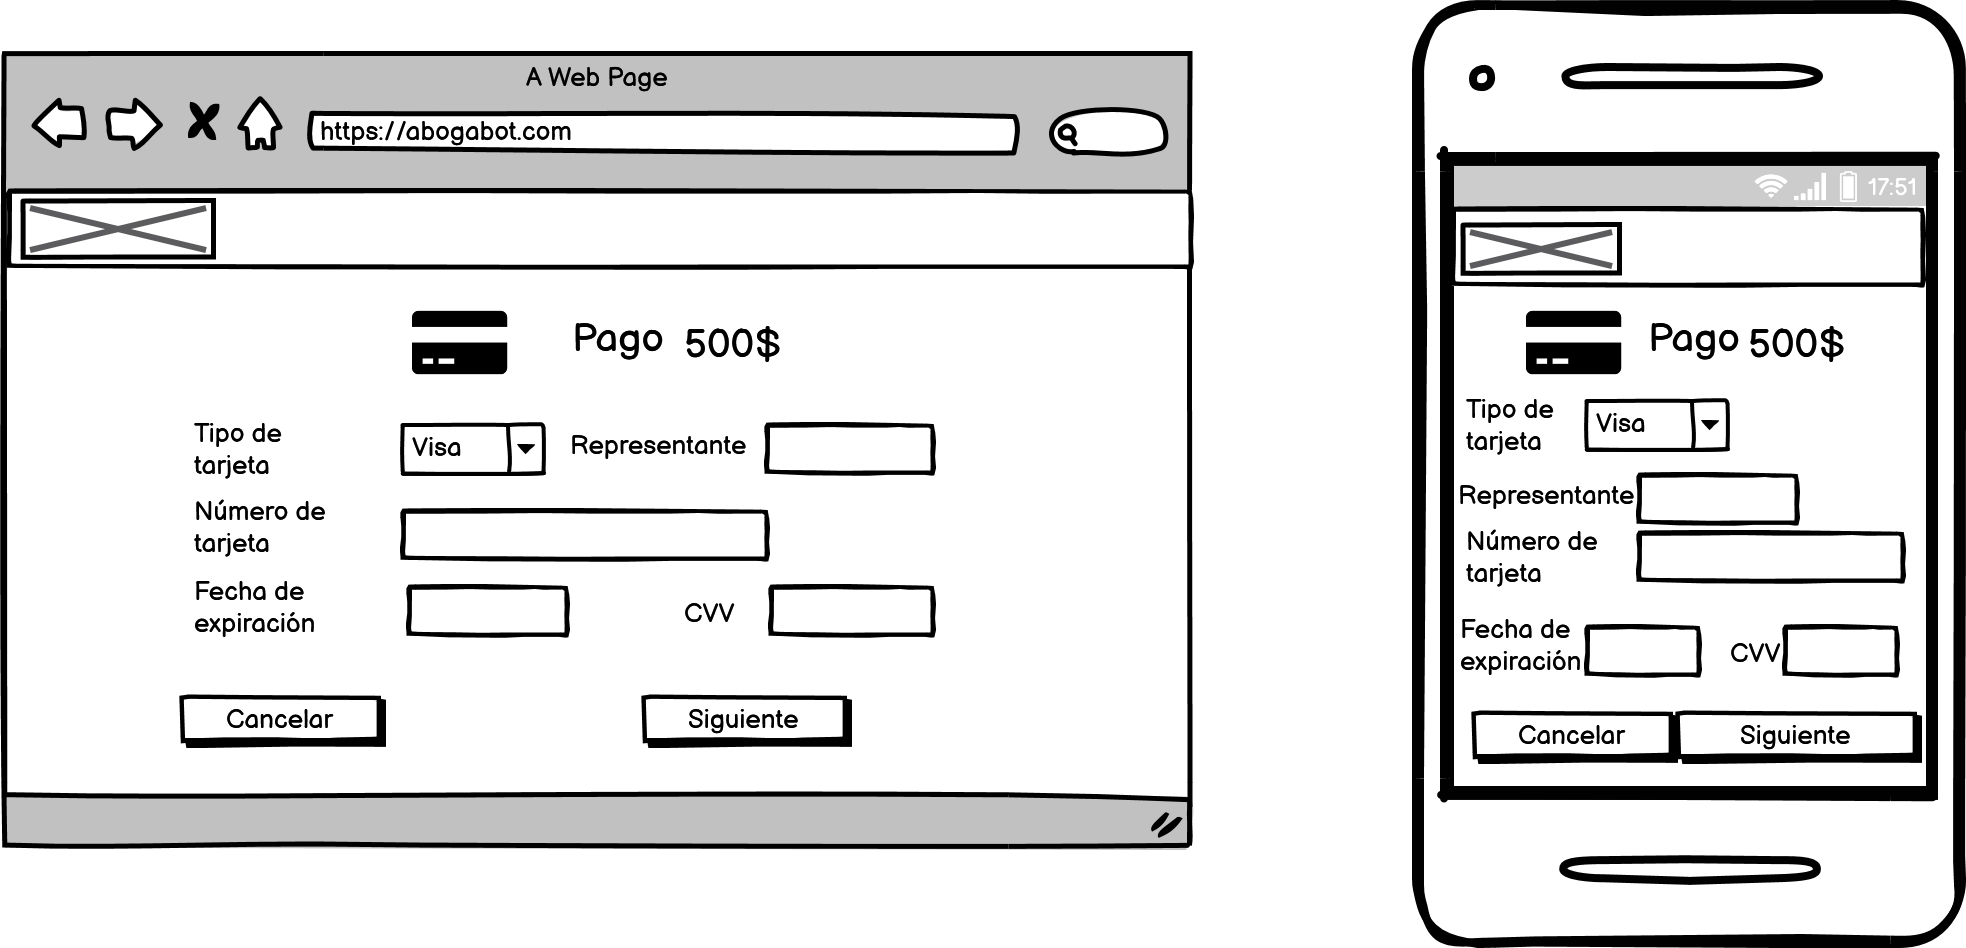 A Web Page
https://abogabot.com
Pago 500$
Tipo de
tarjeta
Visa
Representante
Número de
tarjeta
Fecha de
expiración
CVV
Cancelar
Siguiente
17:51
Pago 500$
Tipo de
tarjeta
Visa
Representante
Número de
tarjeta
Fecha de
expiración
CVV
Cancelar
Siguiente